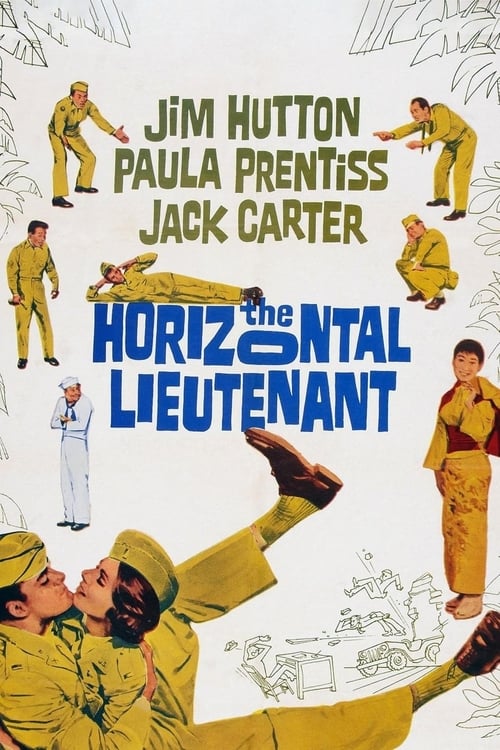 JIM HUTTON
PAULA PRENTISS
JACK CARTER
the
HORIZONTAL
LIEUTENANT